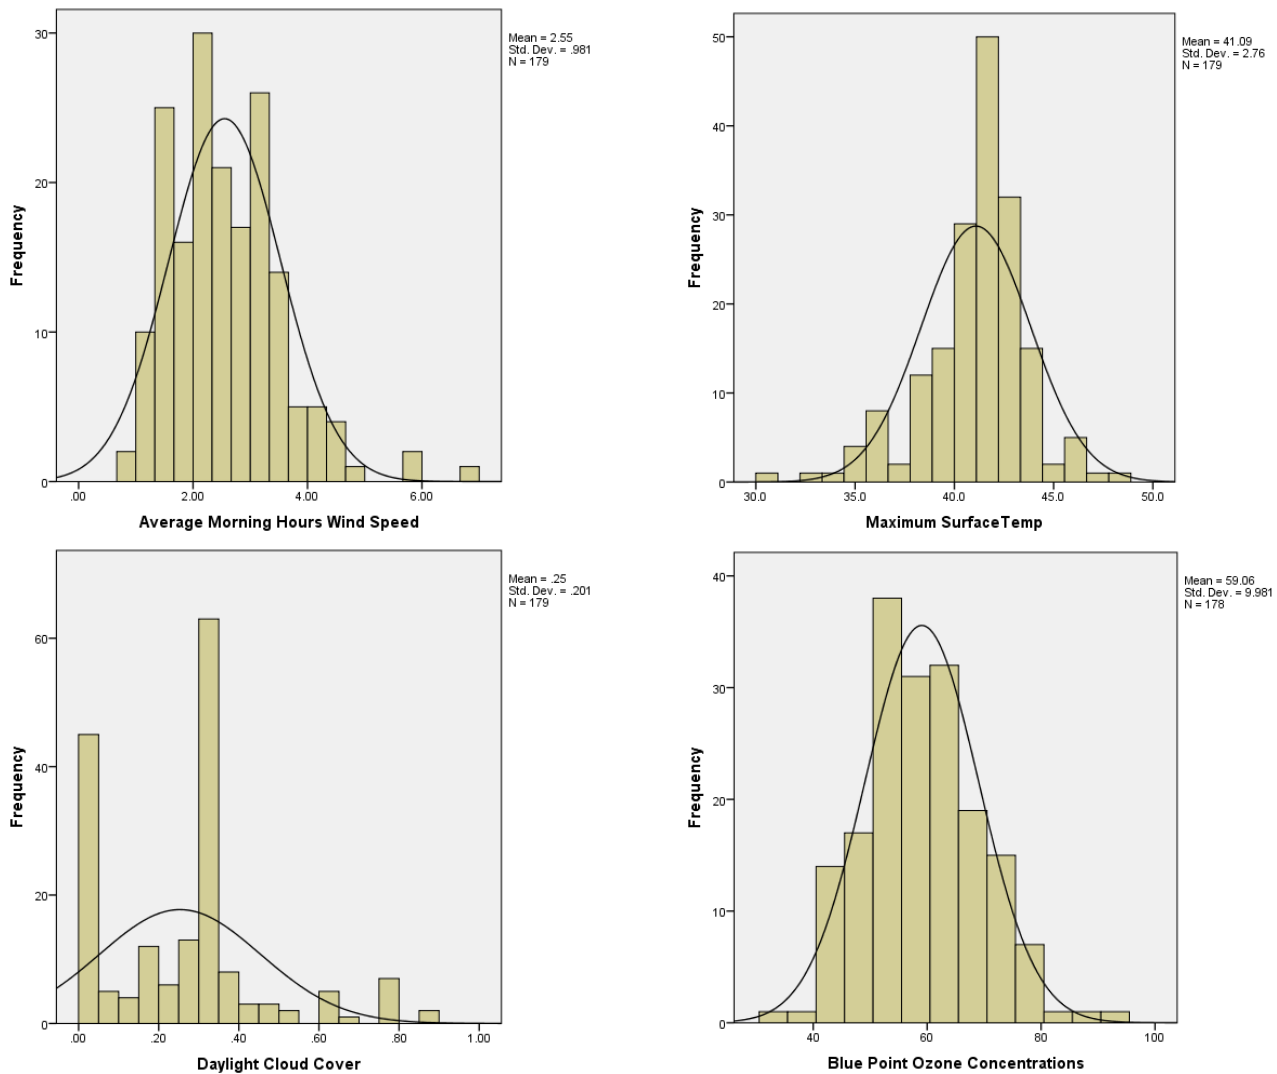 Mean = 2.55
Std. Dev. = .981
N = 179
30
20
10
0
Frequency
.00
2.00
4.00
6.00
Average Morning Hours Wind Speed
Mean = 41.09
Std. Dev. = 2.76
N = 179
50
40
30
20
10
0
Frequency
30.0
35.0
40.0
45.0
50.0
Maximum SurfaceTemp
Mean = .25
Std. Dev. = .201
N = 179
60
40
20
0
Frequency
.00
.20
.40
.60
.80
1.00
Daylight Cloud Cover
Mean = 59.06
Std. Dev. = 9.981
N = 178
40
30
20
10
0
Frequency
40
60
80
100
Blue Point Ozone Concentrations